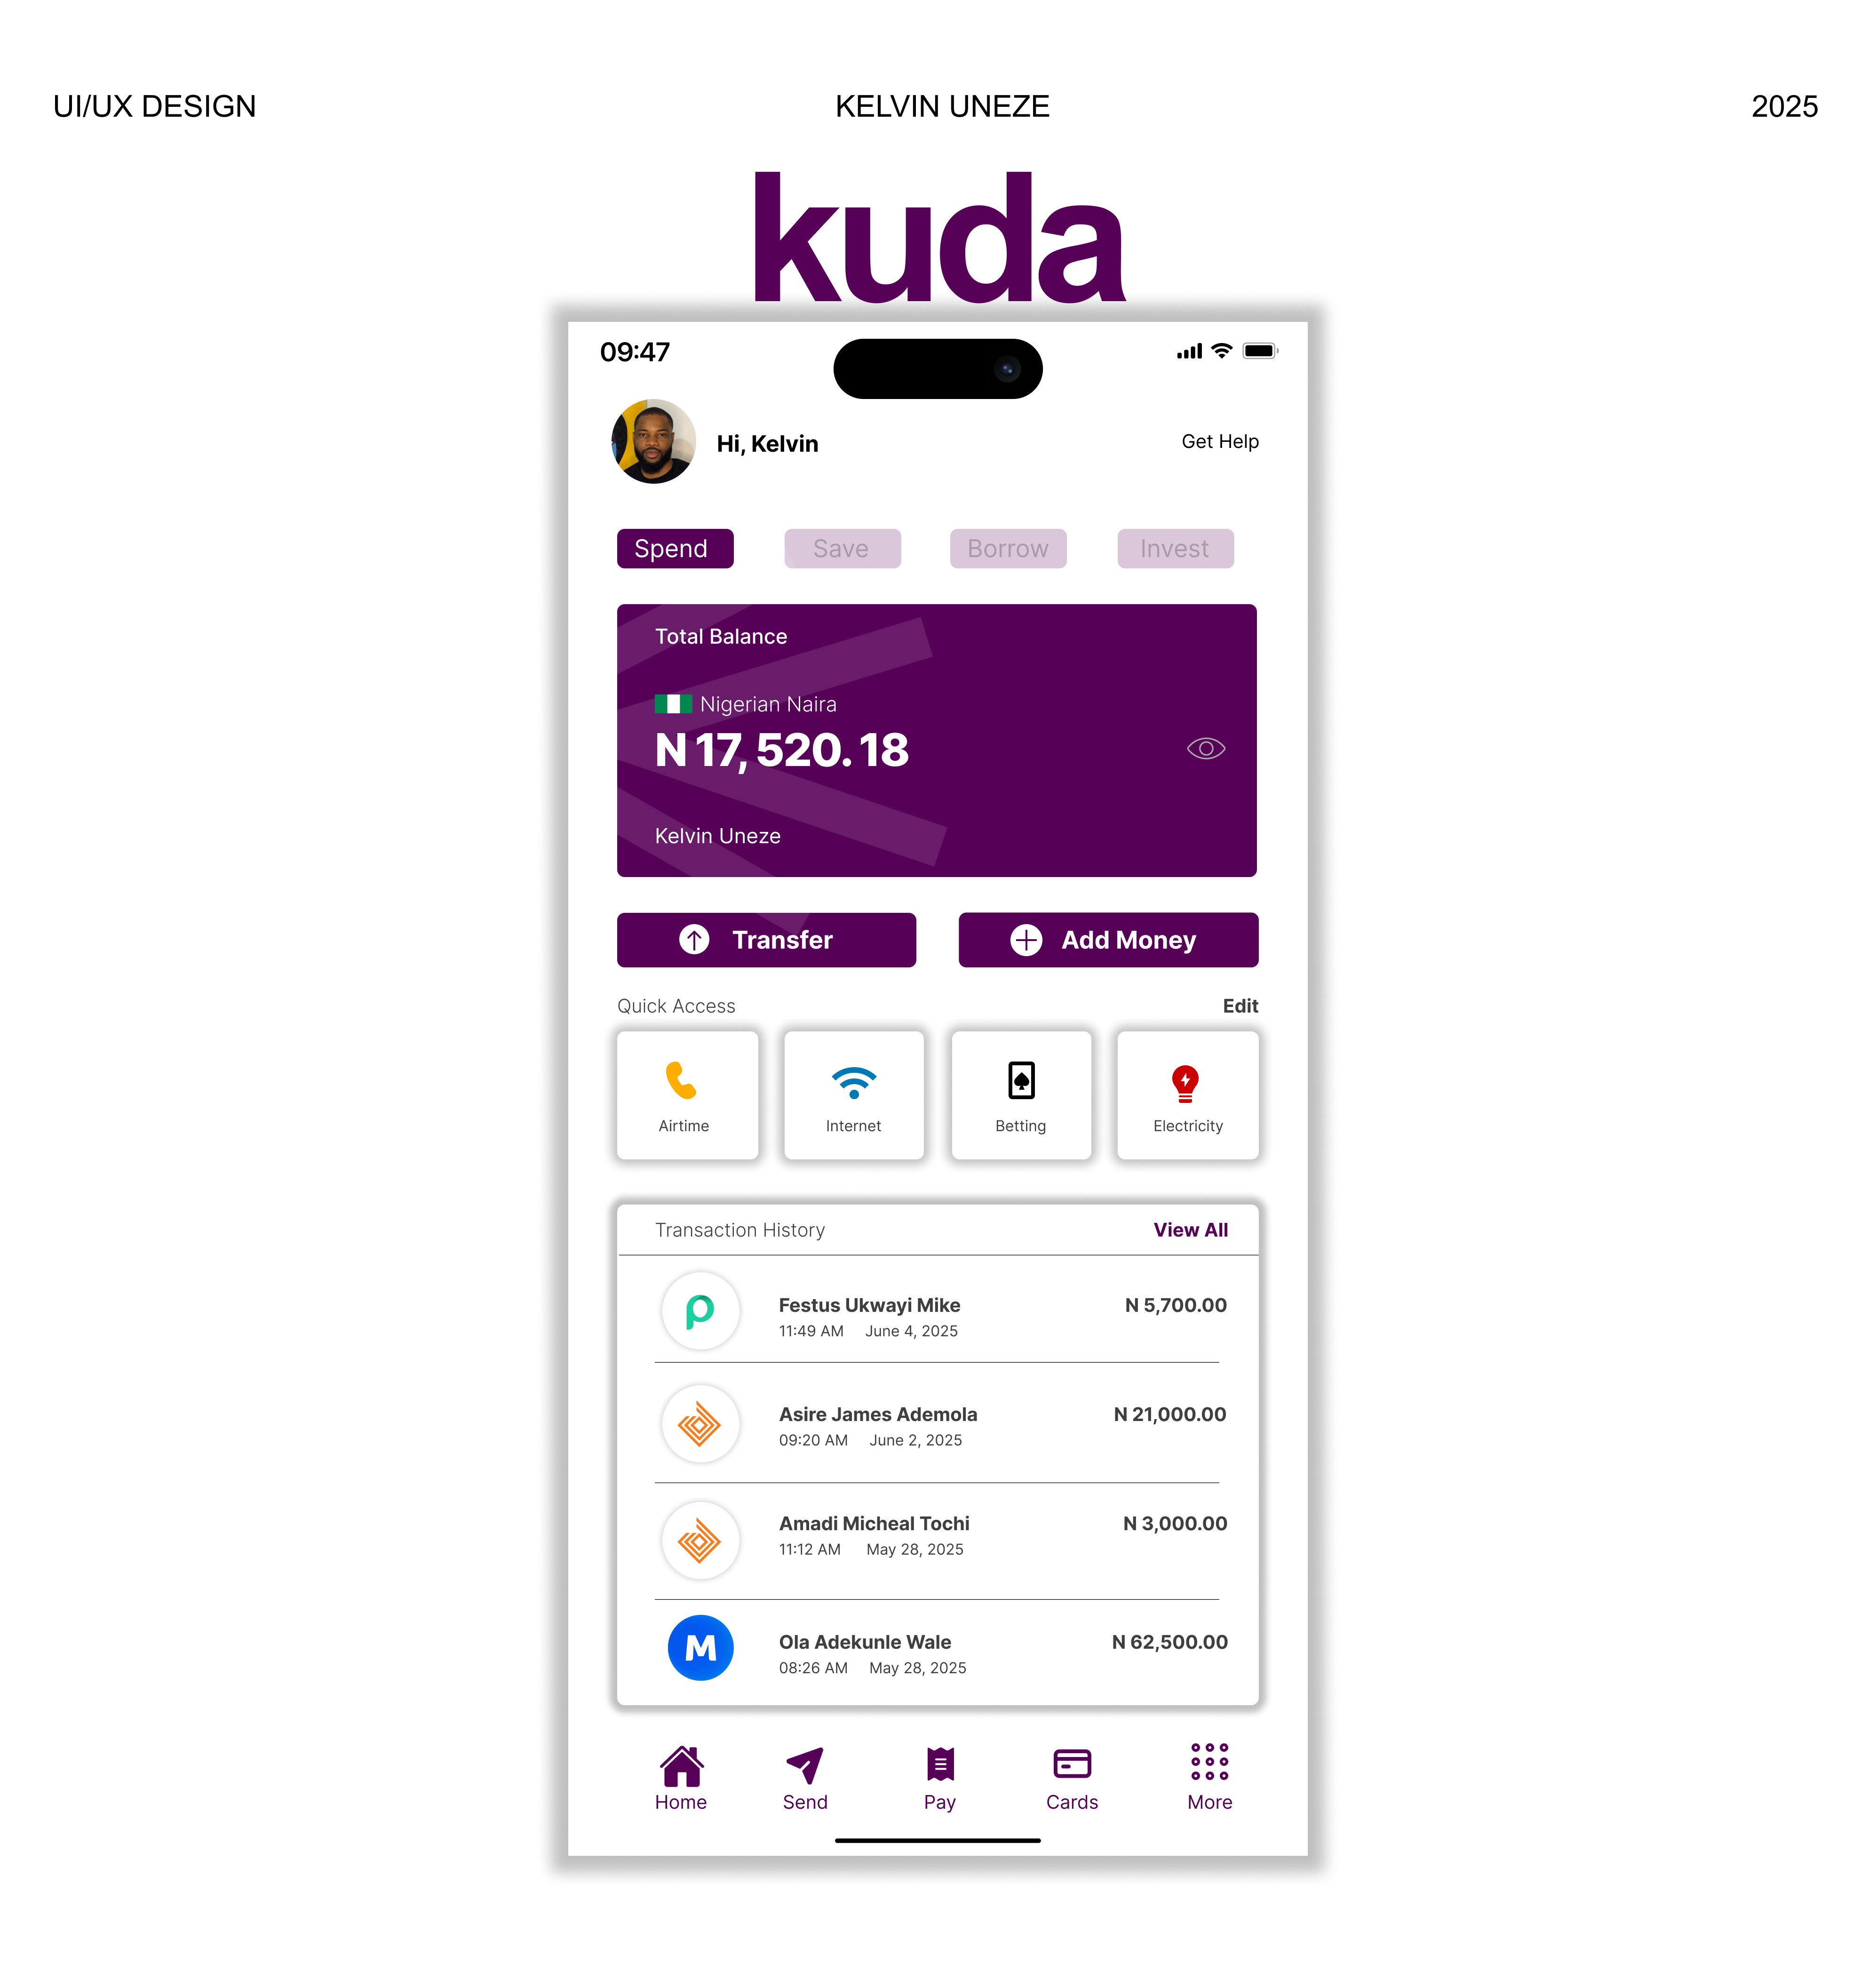 UI/UX DESIGN KELVIN UNEZE 2025
kuda
09:47
Hi, Kelvin Get Help
Spend Save Borrow Invest
Total Balance
Nigerian Naira
N 17, 520. 18
Kelvin Uneze
Transfer Add Money
Quick Access Edit
Airtime Internet Betting Electricity
Transaction History View All
Festus Ukwayi Mike N 5,700.00
11:49 AM June 4, 2025
Asire James Ademola N 21,000.00
09:20 AM June 2, 2025
Amadi Micheal Tochi N 3,000.00
11:12 AM May 28, 2025
M
Ola Adekunle Wale N 62,500.00
08:26 AM May 28, 2025
Home Send Pay Cards More